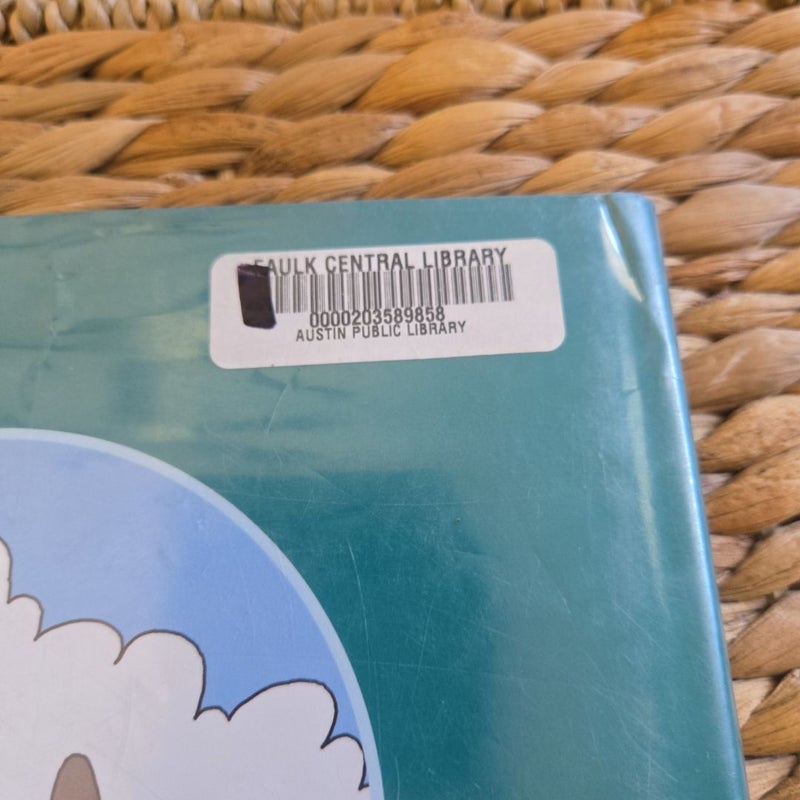 FAULK CENTRAL LIBRARY
0000203589858
AUSTIN PUBLIC LIBRARY